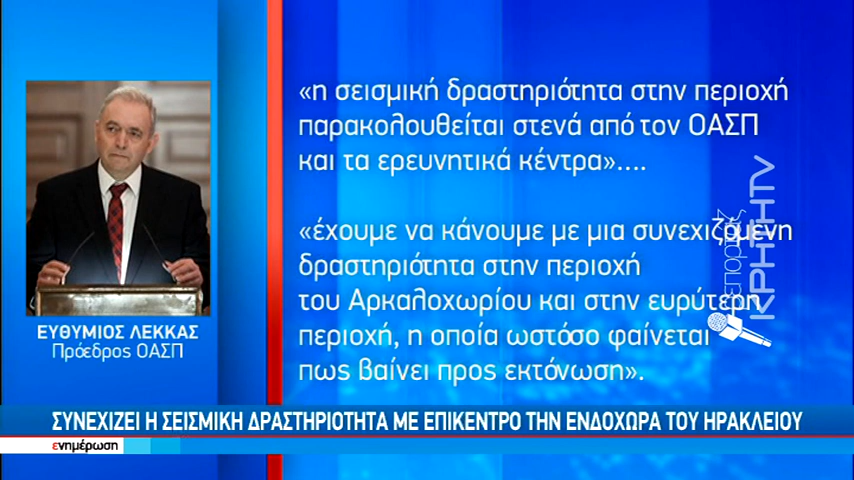 «η σεισμική δραστηριότητα στην περιοχή
παρακολουθείται στενά από τον ΟΑΣΠ
και τα ερευνητικά κέντρα»....
«έχουμε να κάνουμε με μια συνεχιζόμενη
δραστηριότητα στην περιοχή
του Αρκαλοχωρίου και στην ευρύτερη
περιοχή, η οποία ωστόσο φαίνεται
πως βαίνει προς εκτόνωση».
ΕΥΘΥΜΙΟΣ ΛΕΚΚΑΣ
Πρόεδρος ΟΑΣΠ
ρεπορτάζ
ΚΡΗΤΗTV
ΣΥΝΕΧΙΖΕΙ Η ΣΕΙΣΜΙΚΗ ΔΡΑΣΤΗΡΙΟΤΗΤΑ ΜΕ ΕΠΙΚΕΝΤΡΟ ΤΗΝ ΕΝΔΟΧΩΡΑ ΤΟΥ ΗΡΑΚΛΕΙΟΥ
ενημέρωση